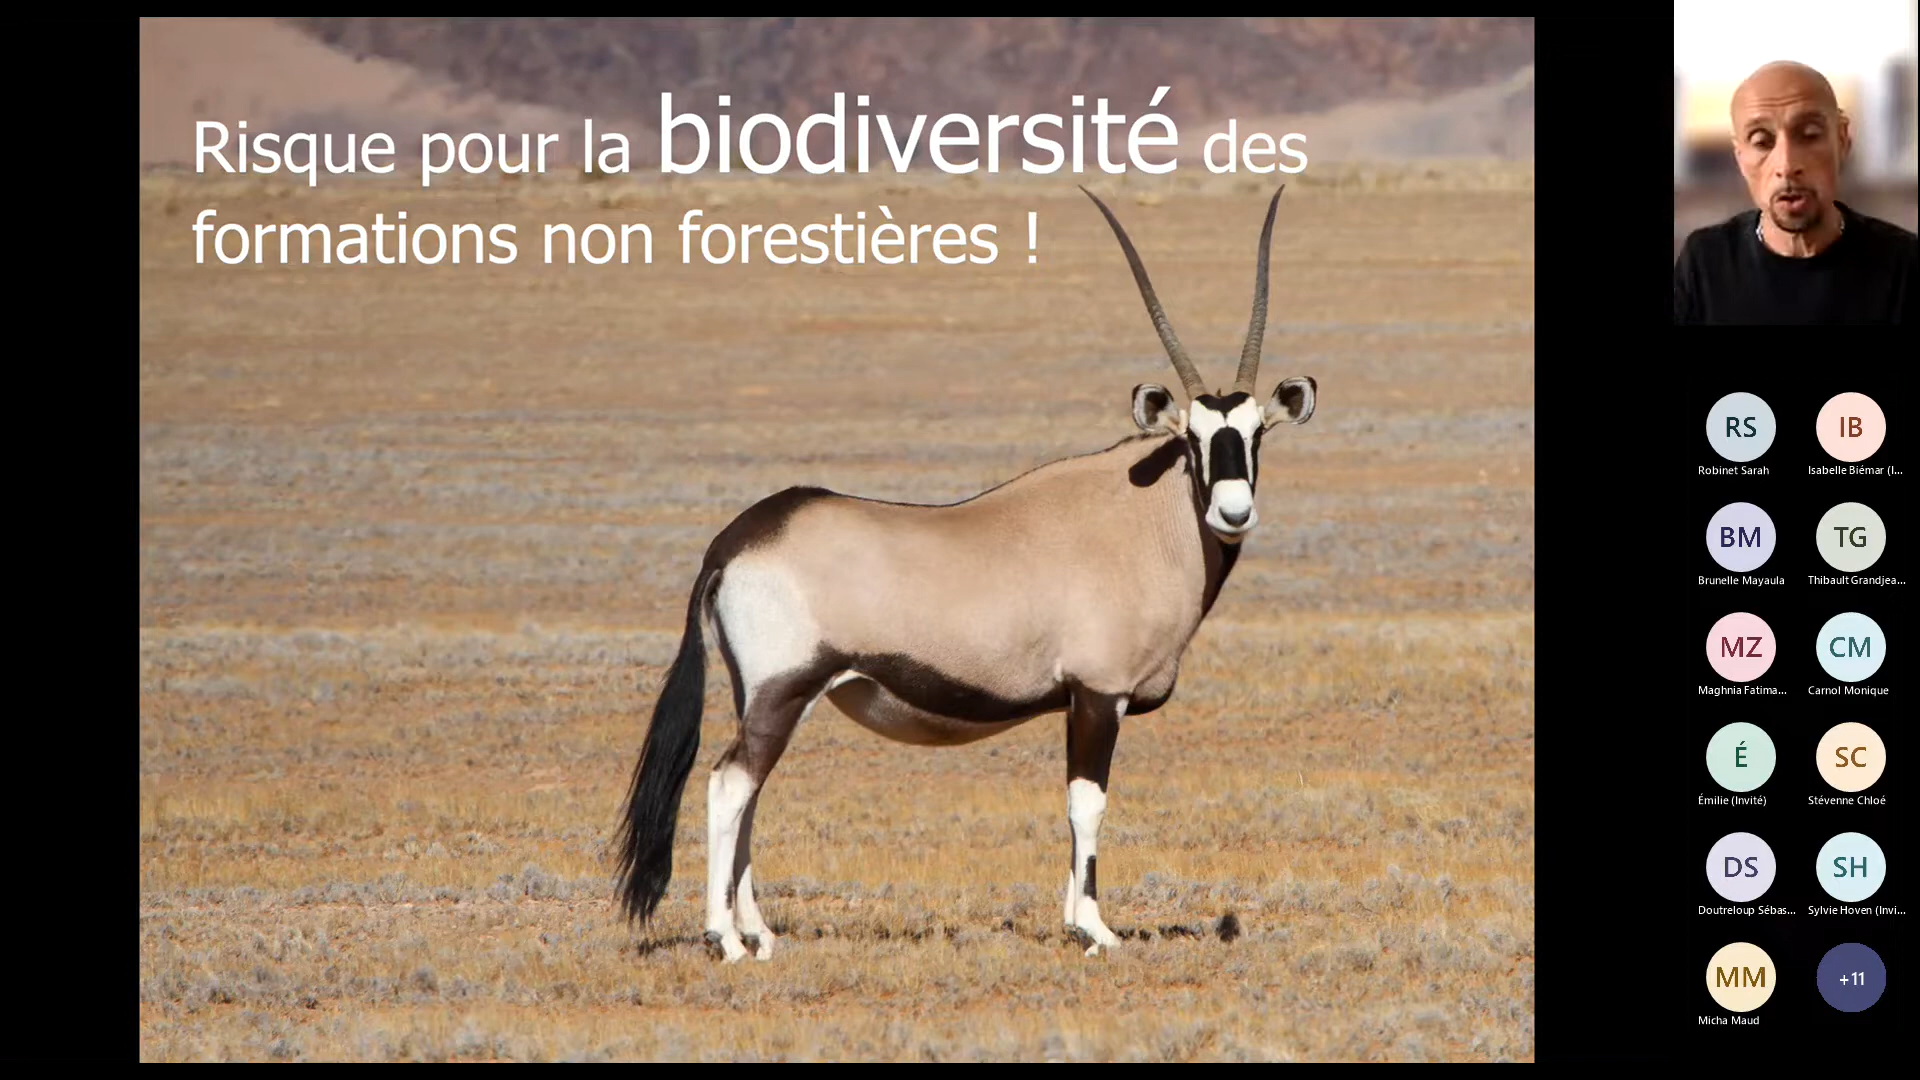 Risque pour la biodiversité des
formations non forestières !
RS
IB
Robinet Sarah
Isabelle Biémar (I...
BM
TG
Brunelle Mayaula
Thibault Grandjea...
MZ
CM
Maghnia Fatima...
Carnol Monique
É
SC
Émilie (Invité)
Stévenne Chloé
DS
SH
Doutreloup Sébas...
Sylvie Hoven (Invi...
MM
+11
Micha Maud